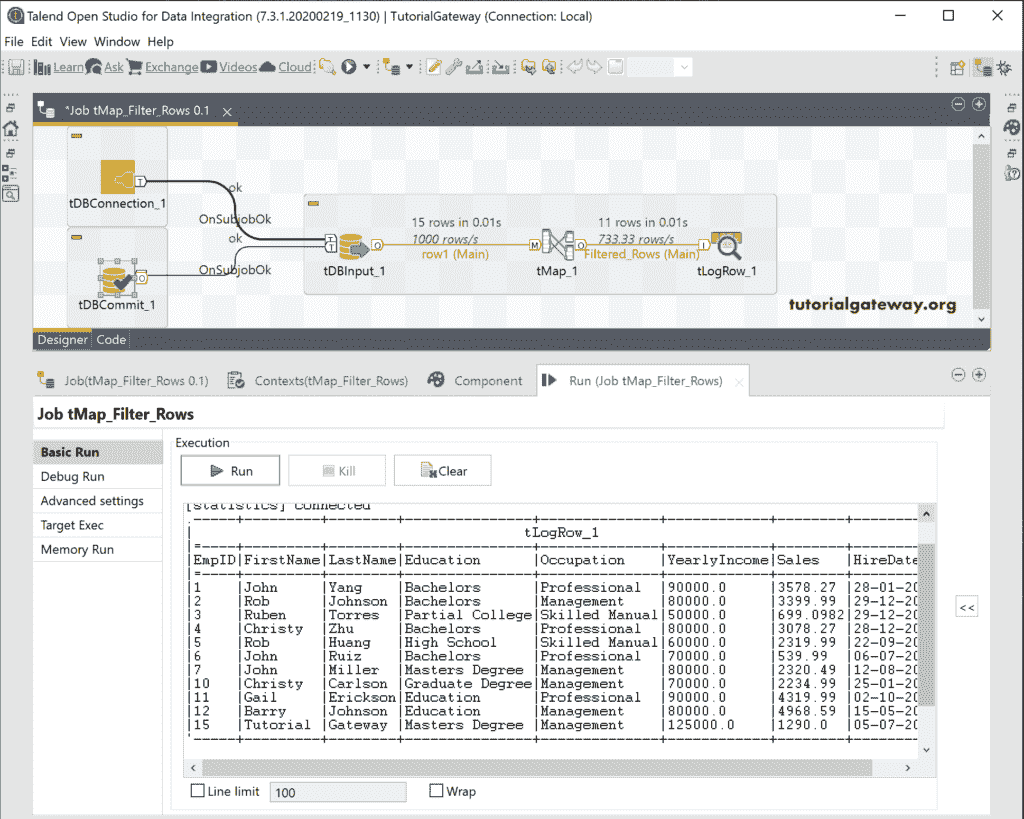 Talend Open Studio for Data Integration (7.3.1.20200219_1130) | TutorialGateway (Connection: Local)
File Edit View Window Help
Learn Ask Exchange Videos Cloud
*Job tMap_Filter_Rows 0.1
tDBConnection_1
ok
OnSubjobOk
ok
OnSubjobOk
tDBCommit_1
15 rows in 0.01s
1000 rows/s
row1 (Main)
11 rows in 0.01s
733.33 rows/s
Filtered_Rows (Main)
tDBInput_1
tMap_1
tLogRow_1
tutorialgateway.org
Designer Code
Job(tMap_Filter_Rows 0.1) Contexts(tMap_Filter_Rows) Component Run (Job tMap_Filter_Rows)
Job tMap_Filter_Rows
Basic Run
Debug Run
Advanced settings
Target Exec
Memory Run
Execution
Run Kill Clear
[statistics] connected
tLogRow_1
|EmpID|FirstName|LastName|Education |Occupation |YearlyIncome|Sales |HireDate
|1 |John |Yang |Bachelors |Professional |90000.0 |3578.27 |28-01-20
|2 |Rob |Johnson |Bachelors |Management |80000.0 |3399.99 |29-12-20
|3 |Ruben |Torres |Partial College|Skilled Manual|50000.0 |699.0982|29-12-20
|4 |Christy |Zhu |Bachelors |Professional |80000.0 |3078.27 |28-12-20
|5 |Rob |Huang |High School |Skilled Manual|60000.0 |2319.99 |22-09-20
|6 |John |Ruiz |Bachelors |Professional |70000.0 |539.99 |06-07-20
|7 |John |Miller |Masters Degree |Management |80000.0 |2320.49 |12-08-20
|10 |Christy |Carlson |Graduate Degree|Management |70000.0 |2234.99 |25-01-20
|11 |Gail |Erickson|Education |Professional |90000.0 |4319.99 |02-10-20
|12 |Barry |Johnson |Education |Management |80000.0 |4968.59 |15-05-20
|15 |Tutorial |Gateway |Masters Degree |Management |125000.0 |1290.0 |05-07-20
<<
Line limit 100 Wrap